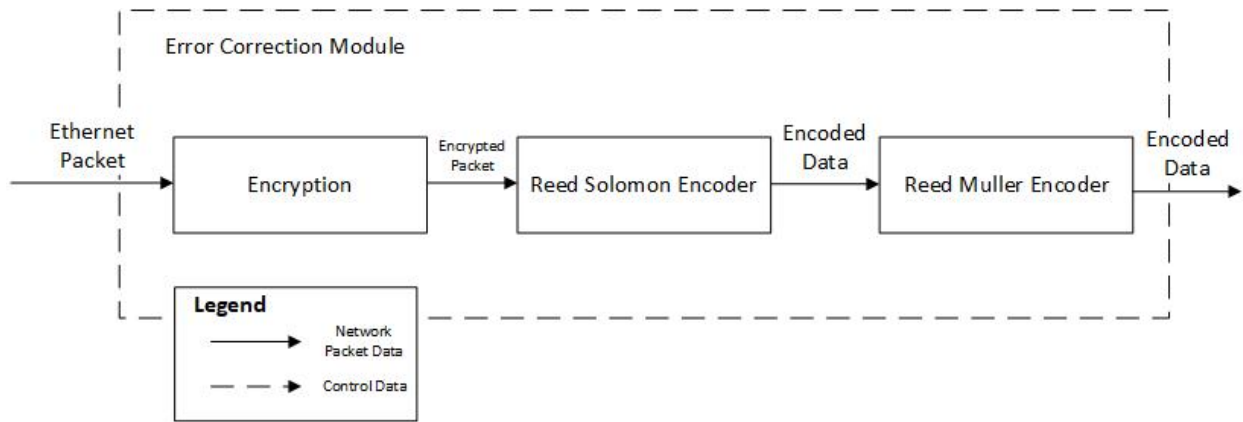 Error Correction Module
Ethernet
Packet
Encryption
Encrypted
Packet
Reed Solomon Encoder
Encoded
Data
Reed Muller Encoder
Encoded
Data
Legend
Network
Packet Data
Control Data